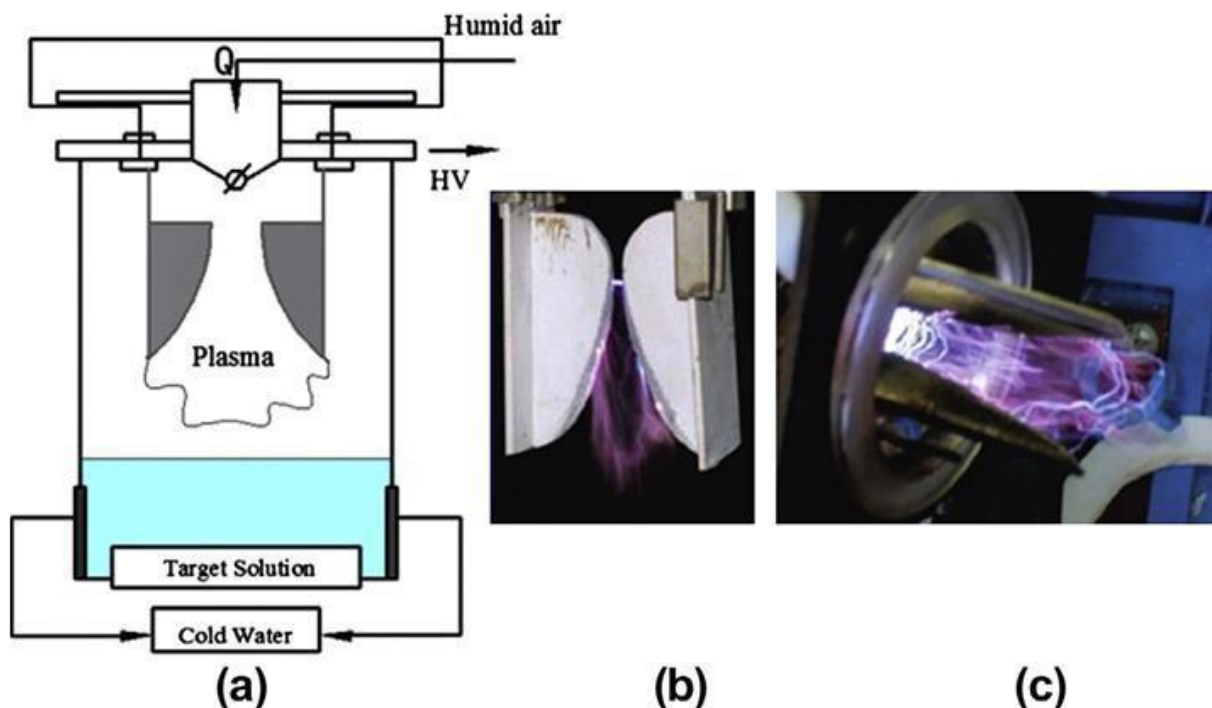 Humid air
Q
HV
Plasma
Target Solution
Cold Water
(a)
(b)
(c)